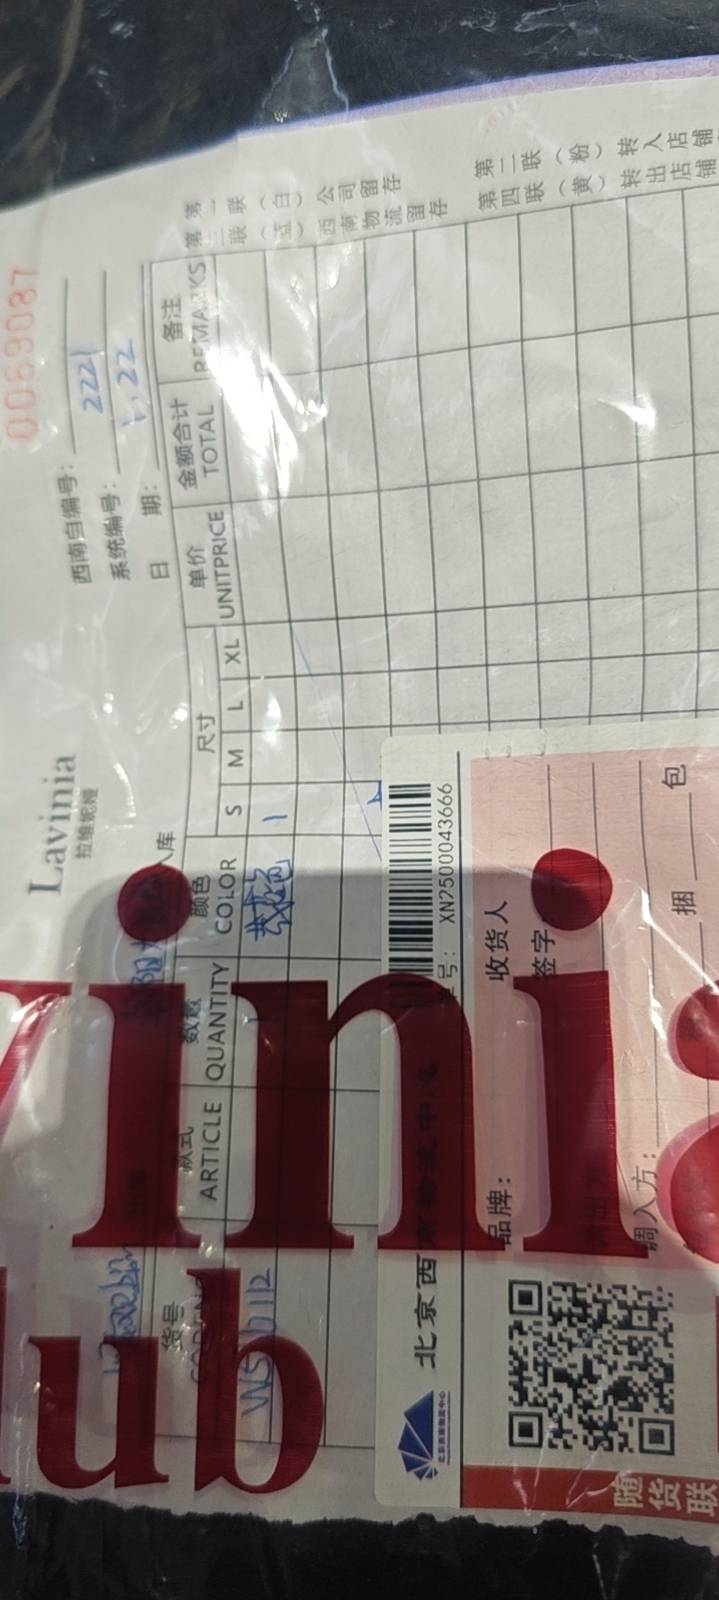 00689087
Lavinia
拉维妮娅
西南自编号：
2221
系统编号：
1.22
日 期：
入库
货号
款式
ARTICLE
数量
QUANTITY
颜色
COLOR
尺寸
S M L XL
单价
UNITPRICE
金额合计
TOTAL
备注
REMARKS
1
第一联（白）公司留存
第三联（蓝）西南物流留存
第二联（粉）转入店铺
第四联（黄）转出店铺
北京西南物流中心
XN2500043666
品牌：
收货人
签字
调入方：
捆
包
随货联
inia
lub